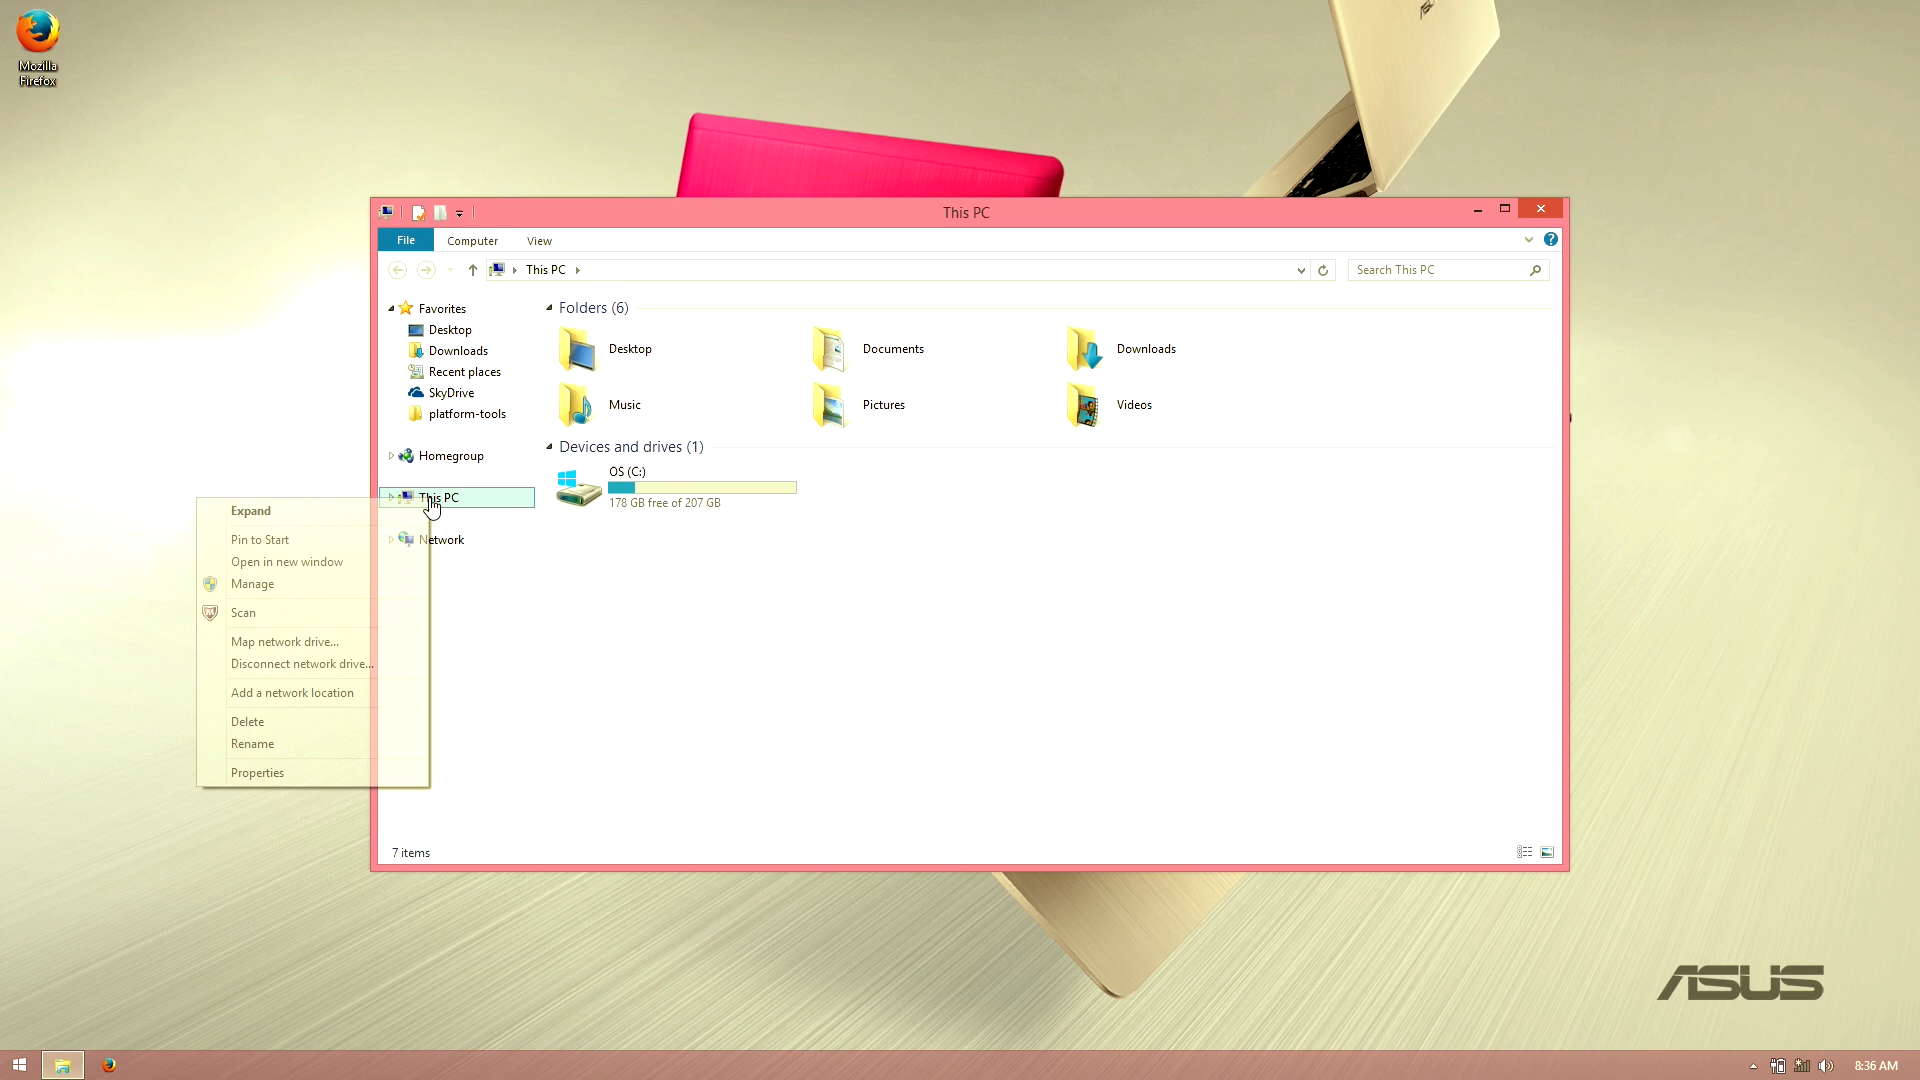 Mozilla
Firefox
This PC
File
Computer
View
This PC
Search This PC
Favorites
Desktop
Downloads
Recent places
SkyDrive
platform-tools
Homegroup
This PC
Network
Folders (6)
Desktop
Documents
Downloads
Music
Pictures
Videos
Devices and drives (1)
OS (C:)
178 GB free of 207 GB
Expand
Pin to Start
Open in new window
Manage
Scan
Map network drive...
Disconnect network drive...
Add a network location
Delete
Rename
Properties
7 items
ASUS
8:36 AM